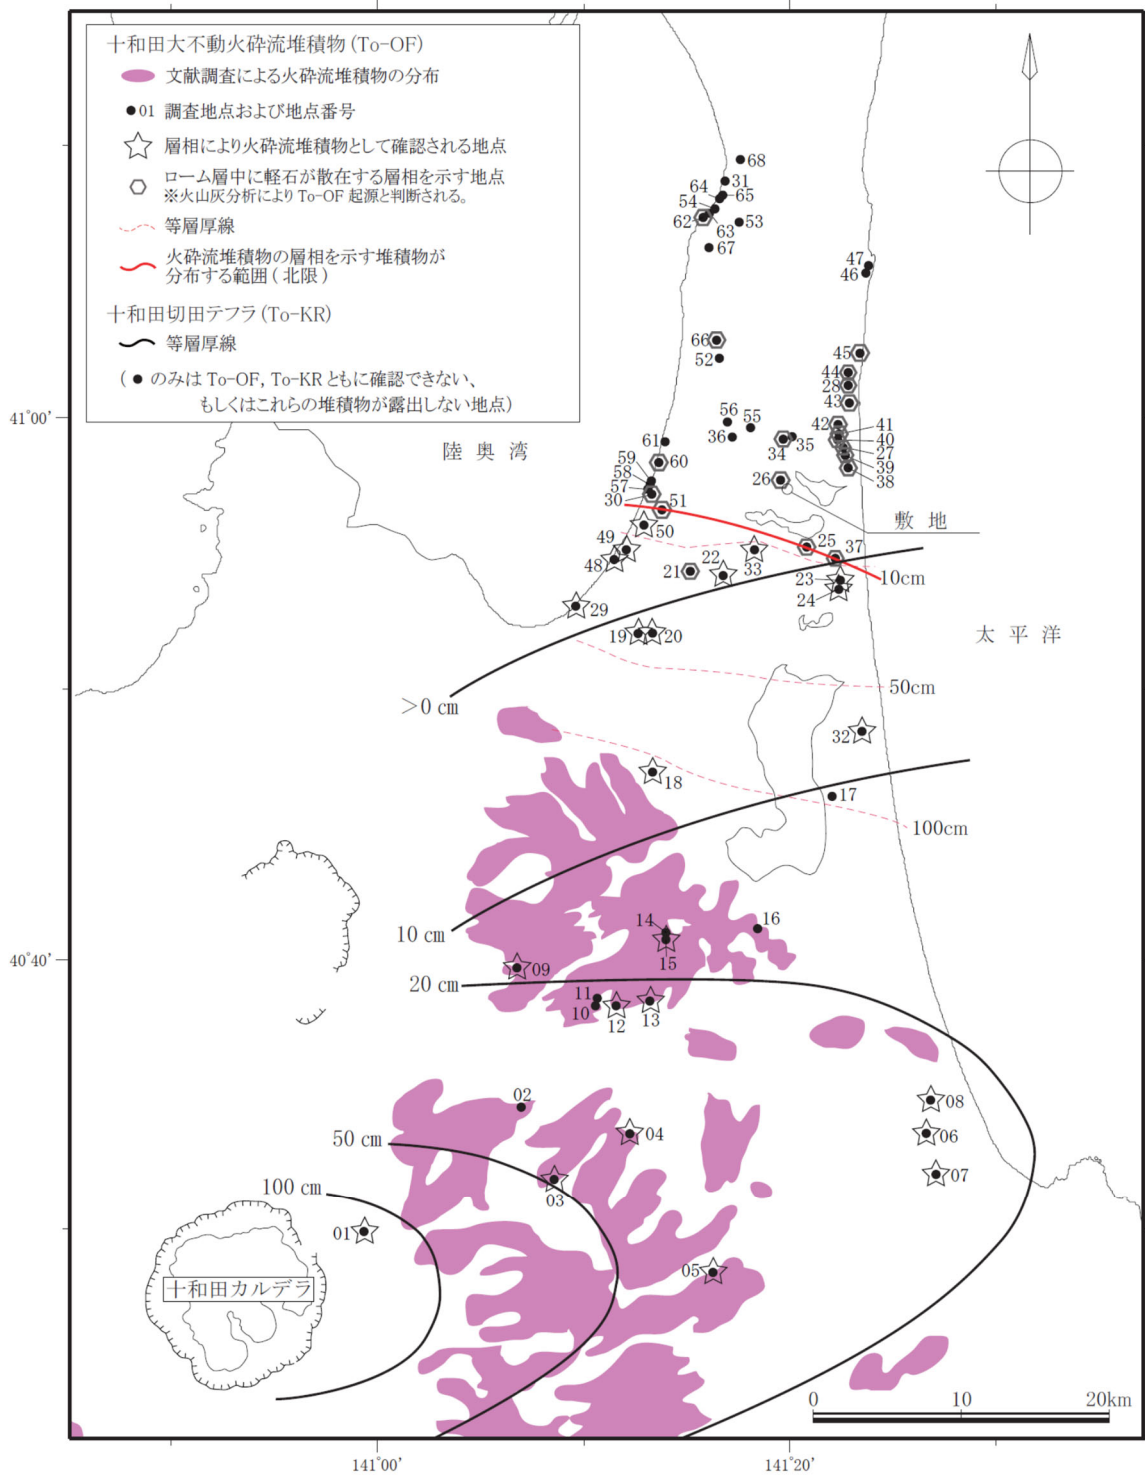 十和田大不動火砕流堆積物 (To-OF)
文献調査による火砕流堆積物の分布
01 調査地点および地点番号
層相により火砕流堆積物として確認される地点
ローム層中に軽石が散在する層相を示す地点
※火山灰分析により To-OF 起源と判断される。
等層厚線
火砕流堆積物の層相を示す堆積物が
分布する範囲 ( 北限 )
十和田切田テフラ (To-KR)
等層厚線
( ● のみは To-OF, To-KR ともに確認できない、
もしくはこれらの堆積物が露出しない地点)
68
31
64
65
54
62
63
53
67
47
46
66
52
45
44
28
43
41°00'
陸 奥 湾
56
55
36
34
35
42
41
40
27
39
38
61
60
59
58
57
30
51
26
敷 地
50
49
48
25
37
33
22
21
23
24
10cm
29
19
20
太 平 洋
50cm
>0 cm
32
18
17
100cm
10 cm
14
15
16
40°40'
09
20 cm
11
10
12
13
02
04
08
06
07
50 cm
03
100 cm
01
05
十和田カルデラ
0 10 20km
141°00'
141°20'